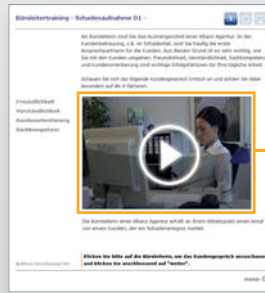 Büroleitertraining - Schadenaufnahme 01 -
Als Büroleiterin sind Sie das Aushängeschild einer Allianz Agentur. In der
Kundenbetreuung, z.B. im Schadenfall, sind Sie häufig die erste
Ansprechpartnerin für die Kunden. Aus diesem Grund ist es sehr wichtig, wie
Sie mit den Kunden umgehen. Freundlichkeit, Verständlichkeit, Sachkompetenz
und Kundenorientierung sind wichtige Erfolgsfaktoren für Ihre tägliche Arbeit.
Schauen Sie sich das folgende Kundengespräch kritisch an und achten Sie dabei
besonders auf die 4 Faktoren.
Freundlichkeit
Verständlichkeit
Kundenorientierung
Sachkompetenz
Die Büroleiterin einer Allianz Agentur erhält an ihrem Arbeitsplatz einen Anruf
von einem Kunden, der ein Schadenereignis meldet.
Klicken Sie bitte auf die Büroleiterin, um das Kundengespräch anzuschauen
und klicken Sie anschliessend auf "weiter".
weiter